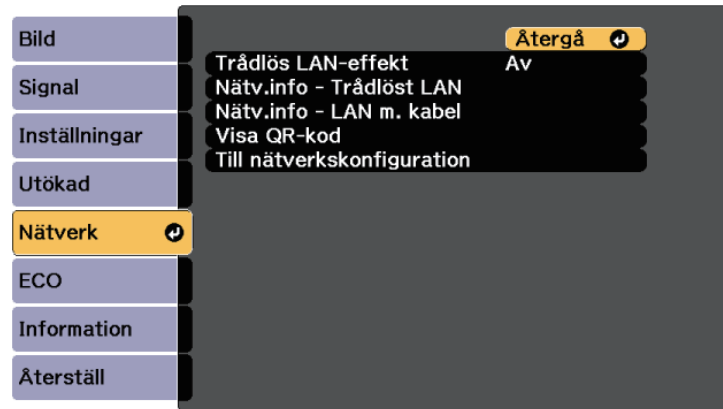 Bild
Signal
Inställningar
Utökad
Nätverk
ECO
Information
Återställ
Återgå
Trådlös LAN-effekt Av
Nätv.info - Trådlöst LAN
Nätv.info - LAN m. kabel
Visa QR-kod
Till nätverkskonfiguration